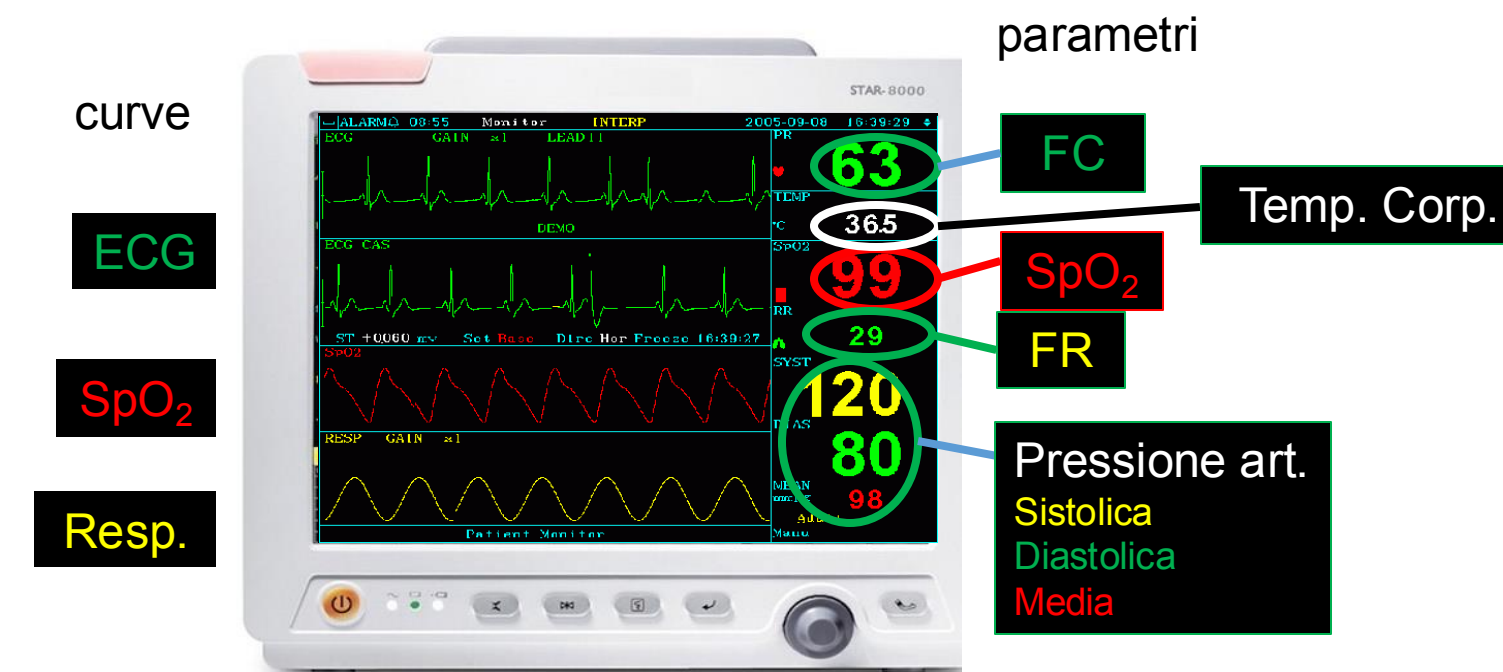 parametri
curve
STAR-8000
ALARM 08:55 Monitor INTERP 2005-09-08 16:39:29
ECG GAIN x1 LEAD II
PR
63
FC
TEMP
°C
36.5
Temp. Corp.
DEMO
ECG
ECG CAS
SpO2
99
SpO₂
RR
29
FR
ST +0.060 mv Set Base Dirc Hor Freeze 16:39:27
SpO2
SpO₂
SYST
120
DIAS
80
RESP GAIN x1
MEAN
mmHg
98
Manu
Resp.
Patient Monitor
Pressione art.
Sistolica
Diastolica
Media